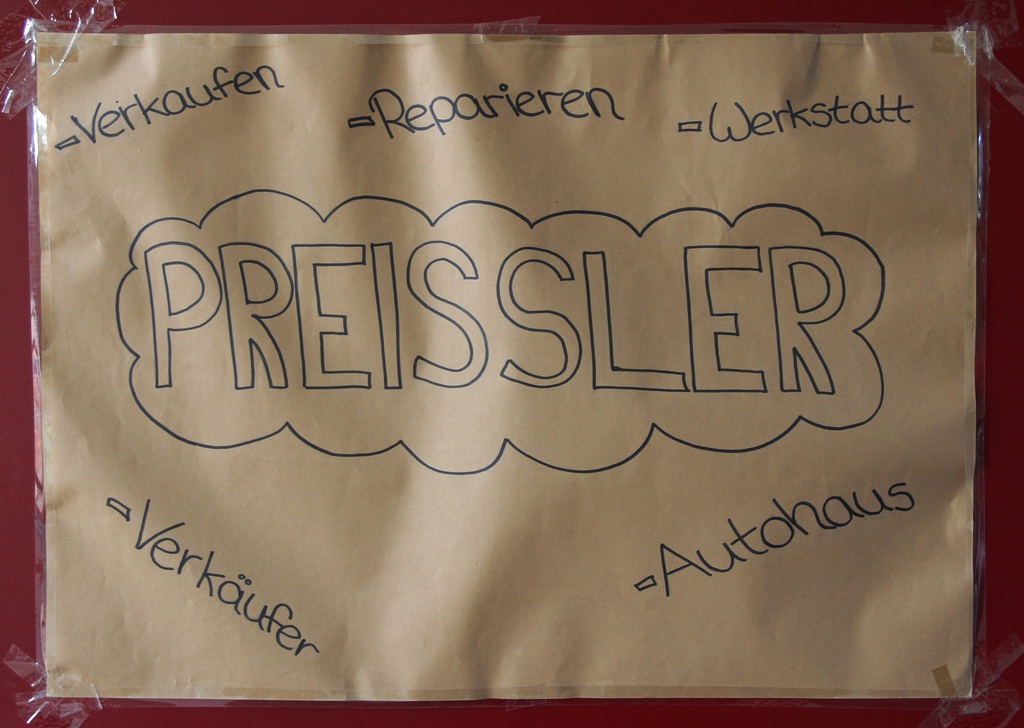 -Verkaufen
-Reparieren
-Werkstatt
PREISSLER
-Verkäufer
-Autohaus